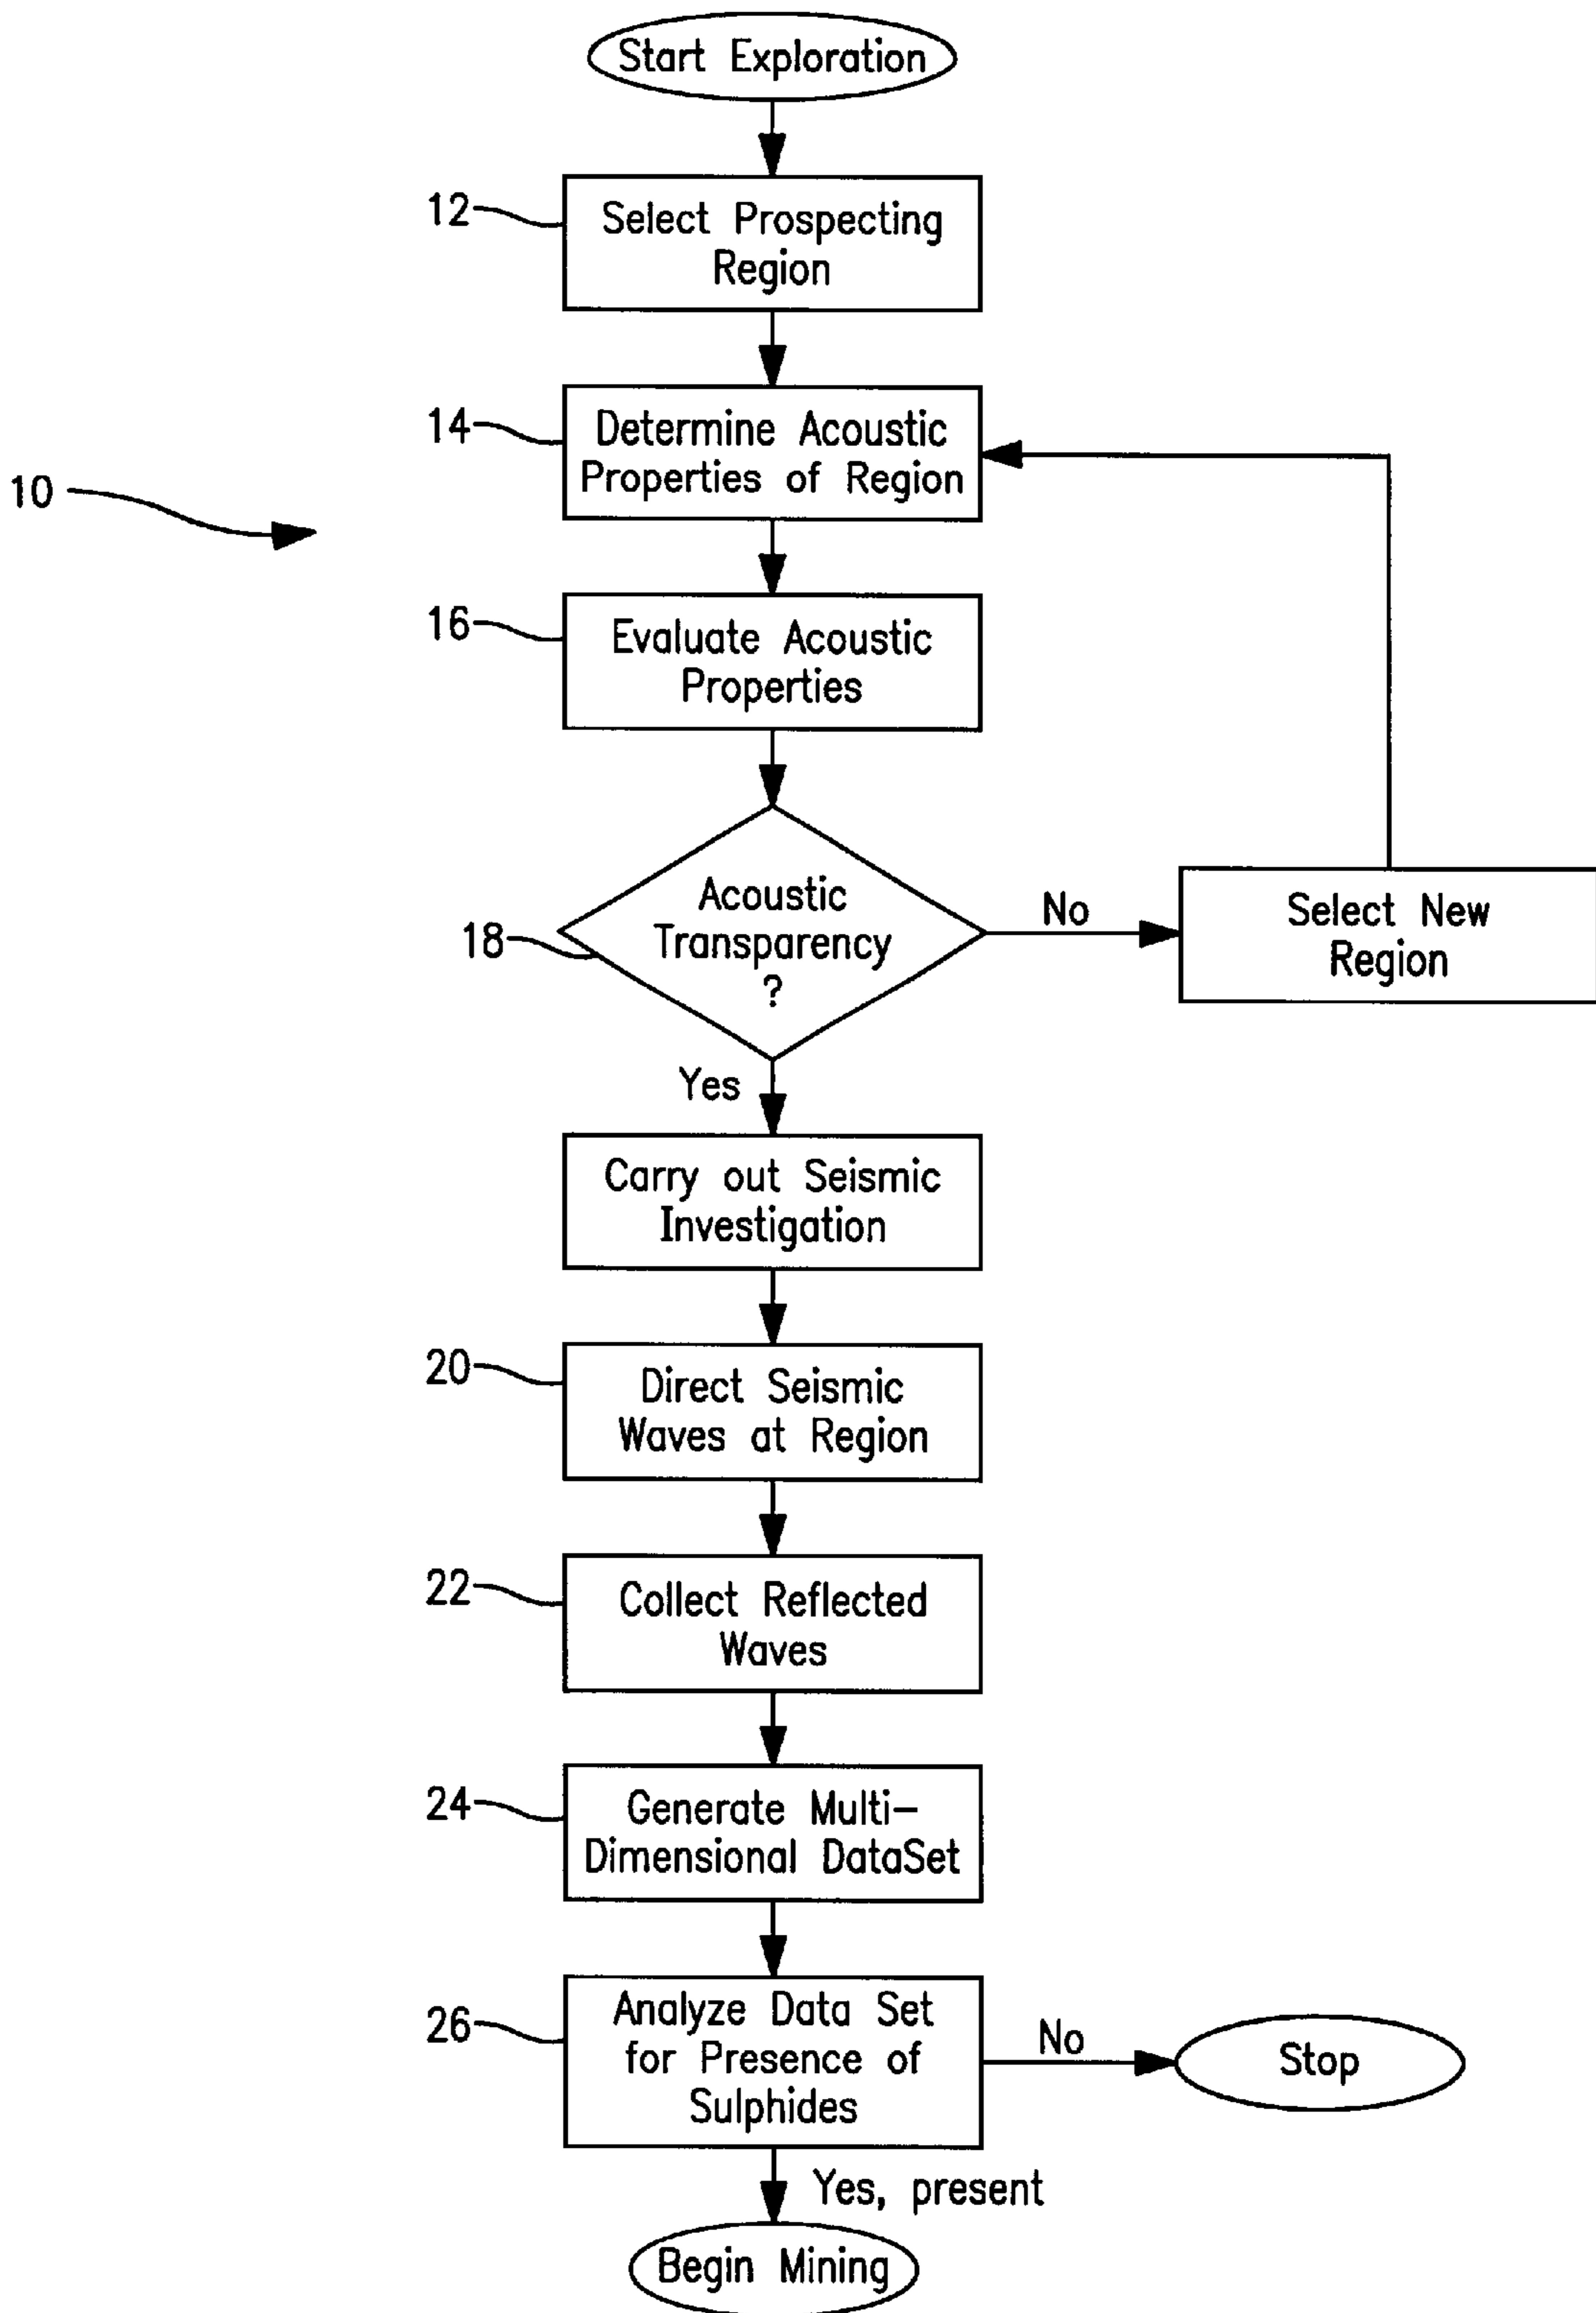 Start Exploration
12
Select Prospecting
Region
14
Determine Acoustic
Properties of Region
10
16
Evaluate Acoustic
Properties
18
Acoustic
Transparency
?
No
Select New
Region
Yes
Carry out Seismic
Investigation
20
Direct Seismic
Waves at Region
22
Collect Reflected
Waves
24
Generate Multi-
Dimensional DataSet
26
Analyze Data Set
for Presence of
Sulphides
No
Stop
Yes, present
Begin Mining